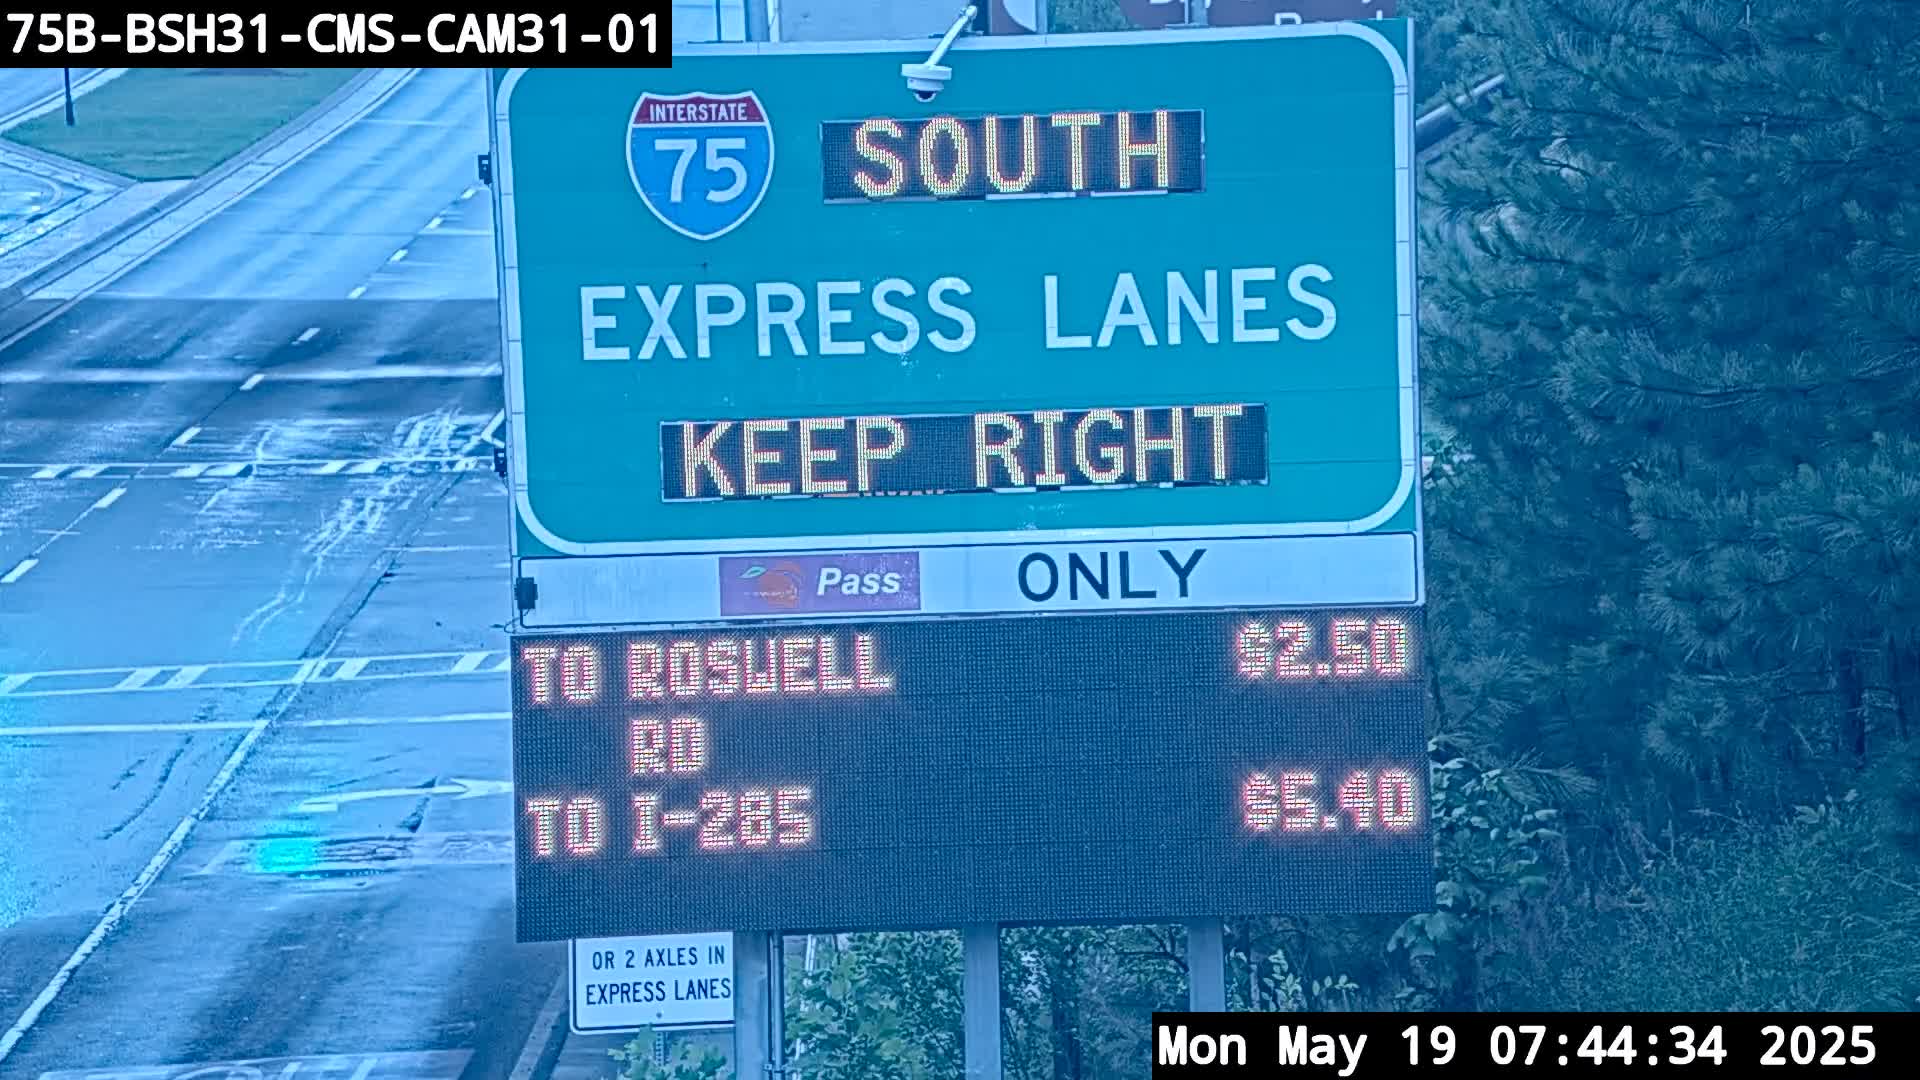 75B-BSH31-CMS-CAM31-01
INTERSTATE
75
SOUTH
EXPRESS LANES
KEEP RIGHT
Pass ONLY
TO ROSWELL $2.50
RD
TO I-285 $5.40
OR 2 AXLES IN
EXPRESS LANES
Mon May 19 07:44:34 2025